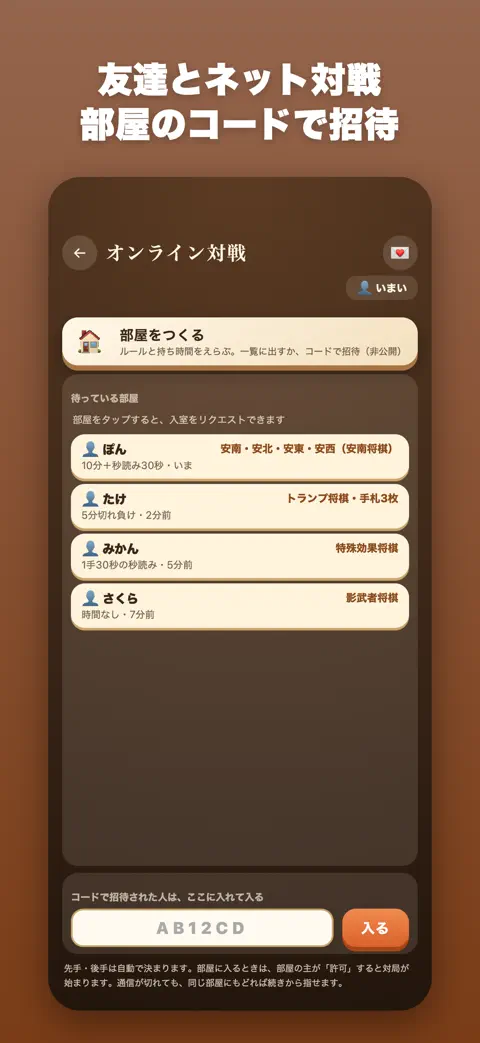 友達とネット対戦
部屋のコードで招待
オンライン対戦
いまい
部屋をつくる
ルールと持ち時間をえらぶ。一覧に出すか、コードで招待（非公開）
待っている部屋
部屋をタップすると、入室をリクエストできます
ぽん
安南・安北・安東・安西（安南将棋）
10分＋秒読み30秒・いま
たけ
トランプ将棋・手札3枚
5分切れ負け・2分前
みかん
特殊効果将棋
1手30秒の秒読み・5分前
さくら
影武者将棋
時間なし・7分前
コードで招待された人は、ここに入れて入る
AB12CD
入る
先手・後手は自動で決まります。部屋に入るときは、部屋の主が「許可」すると対局が
始まります。通信が切れても、同じ部屋にもどれば続きから指せます。